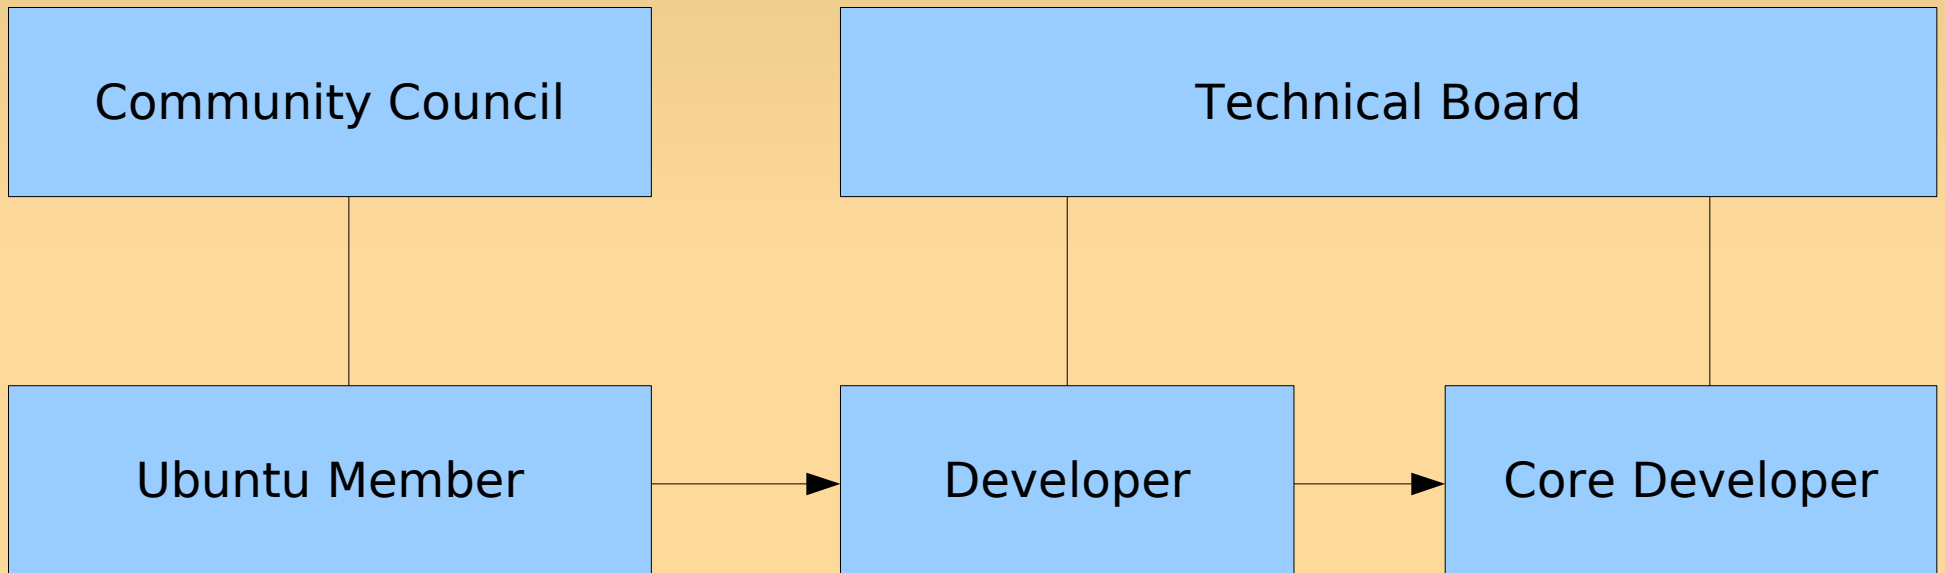 Community Council
Technical Board
Ubuntu Member
Developer
Core Developer